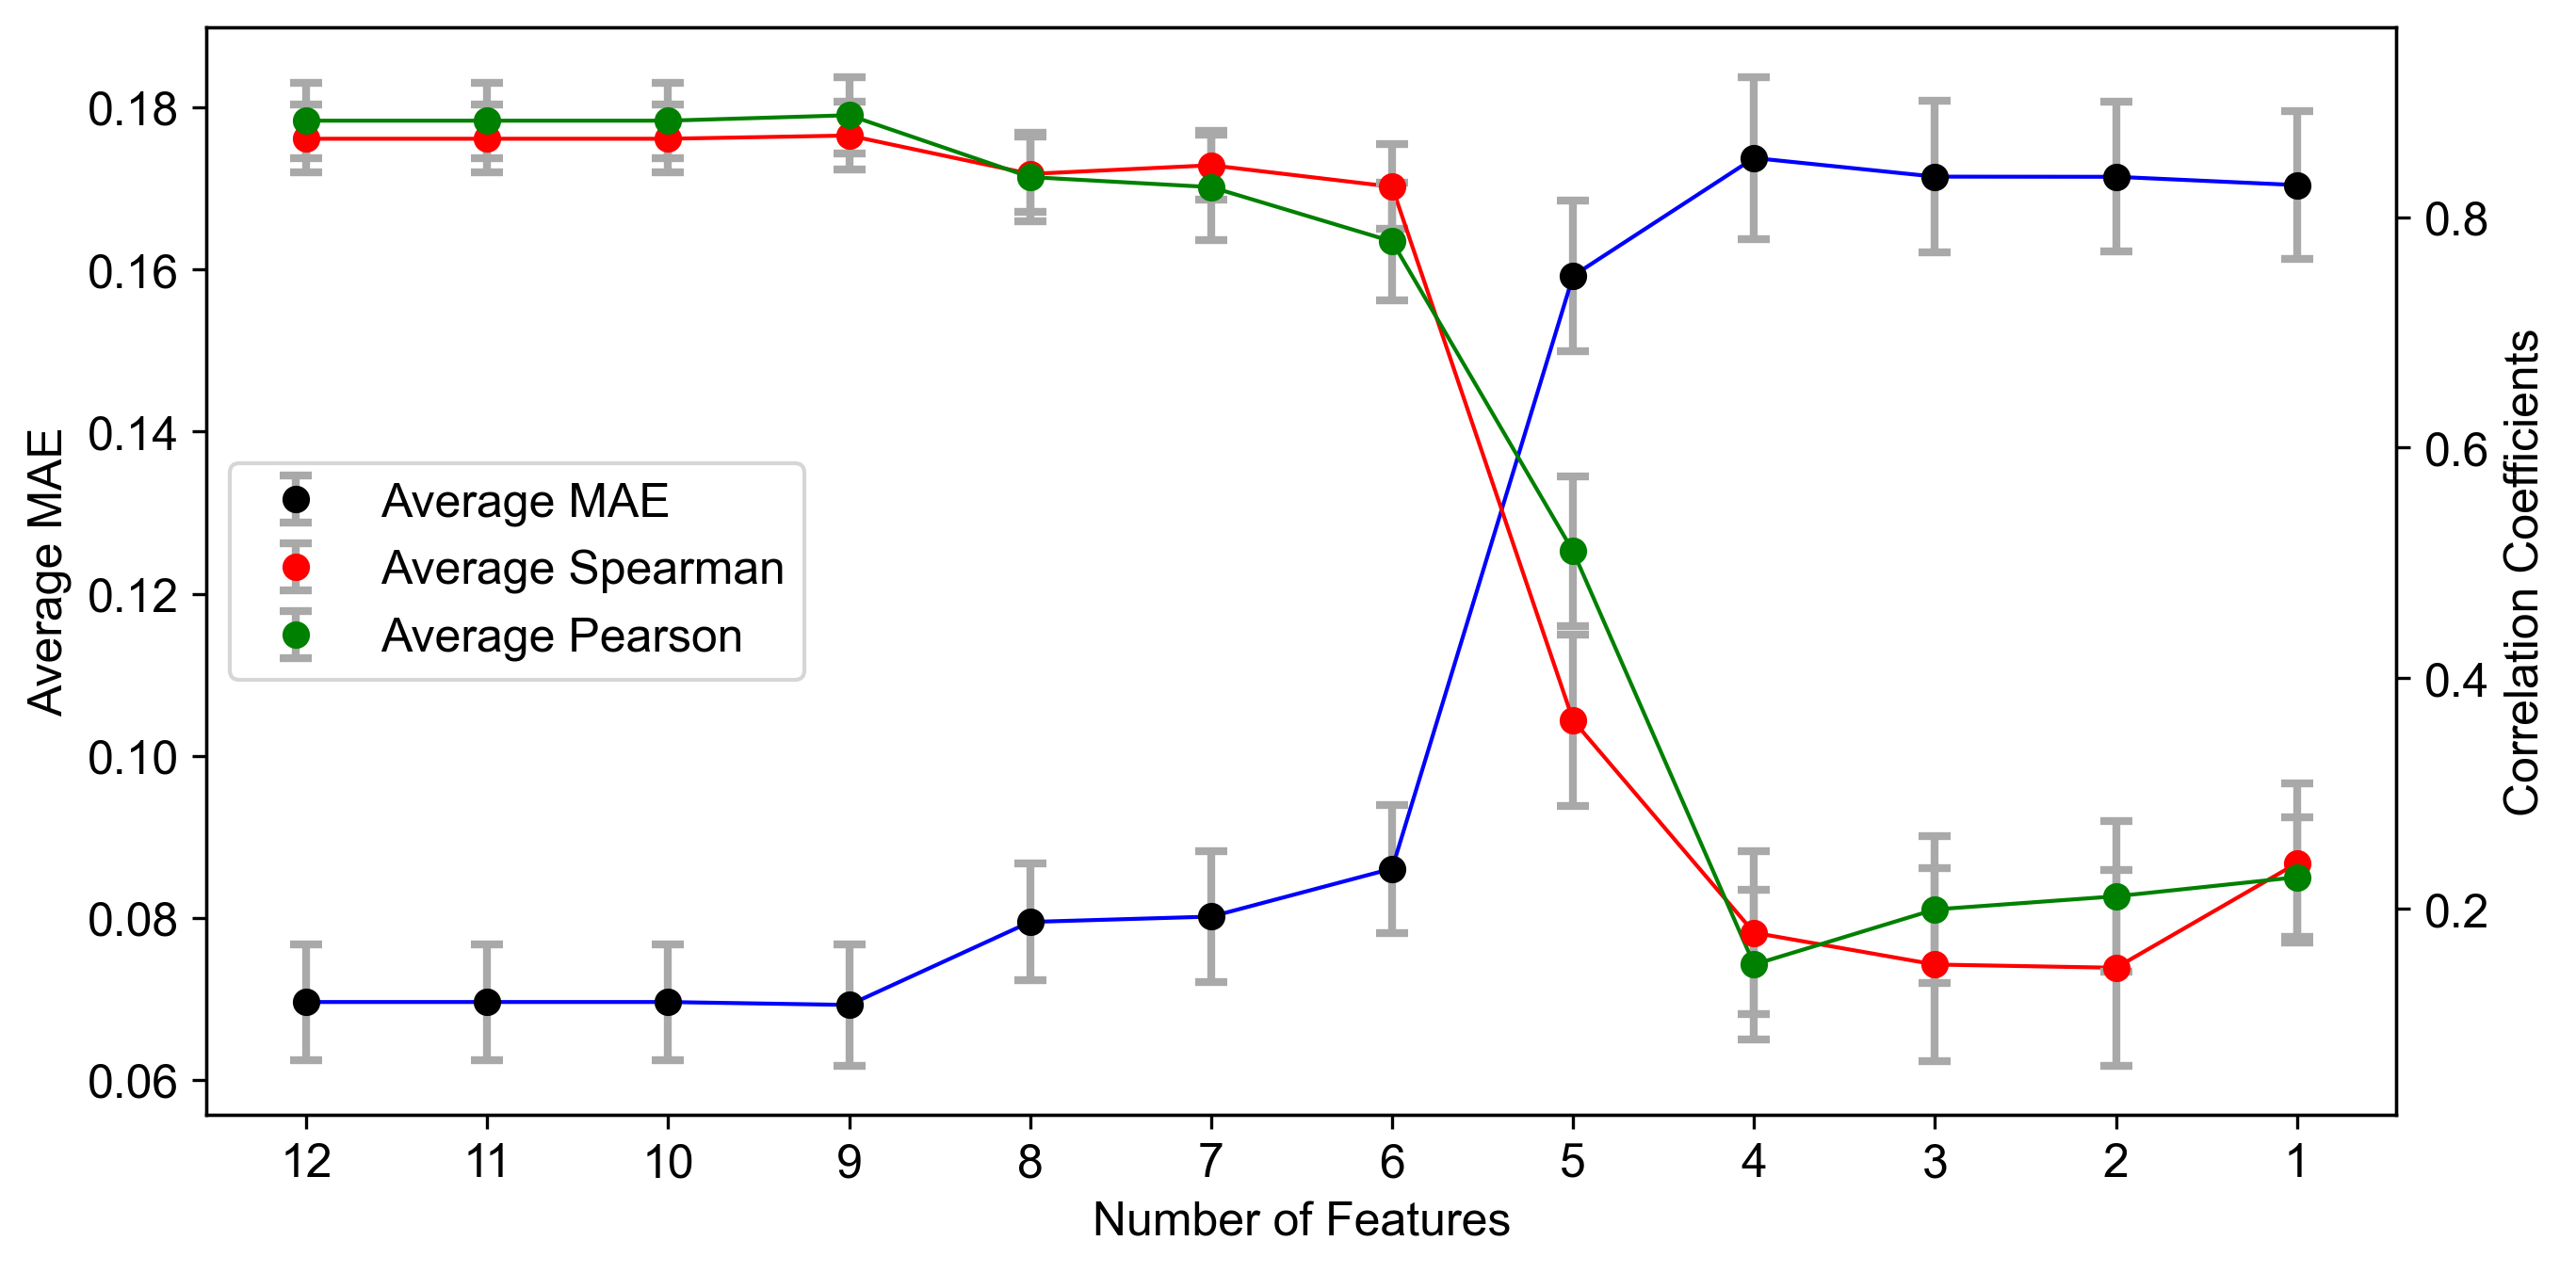 Average MAE
0.18
0.16
0.14
0.12
0.10
0.08
0.06
Average MAE
Average Spearman
Average Pearson
0.8
0.6
0.4
0.2
Correlation Coefficients
12 11 10 9 8 7 6 5 4 3 2 1
Number of Features